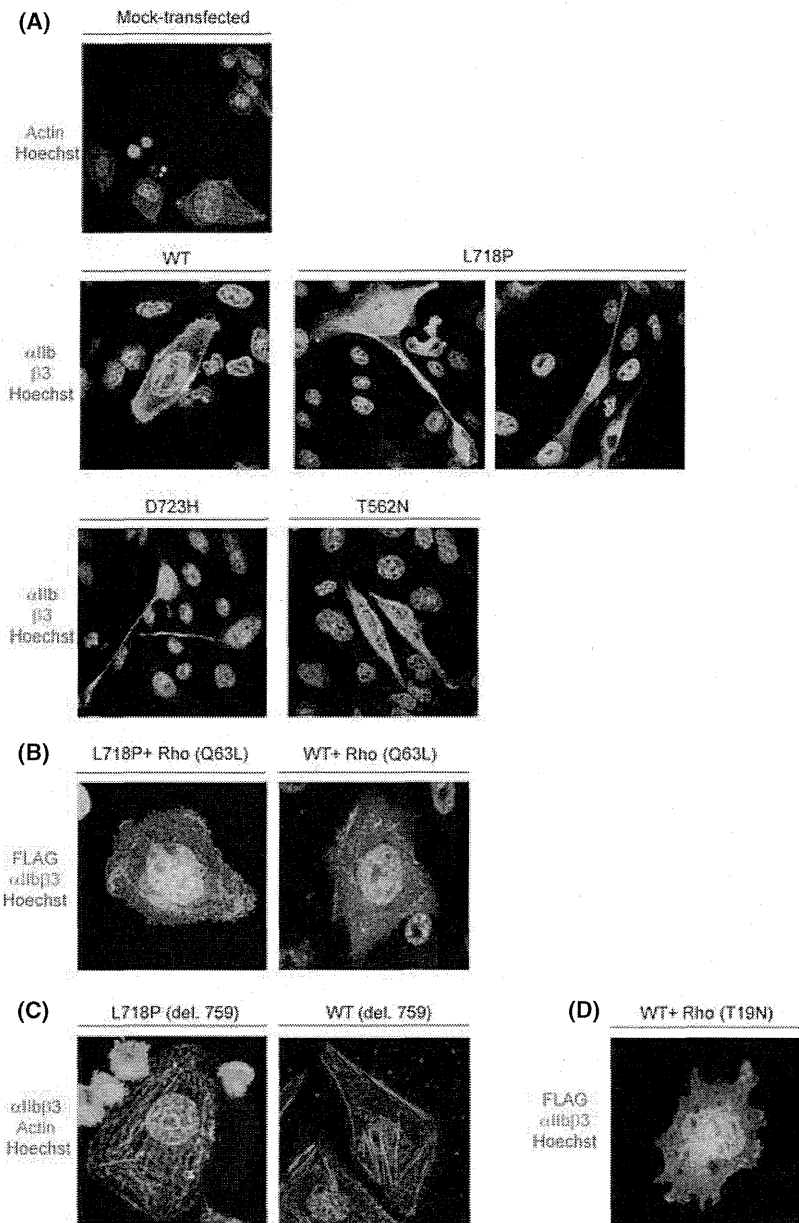 (A)
Mock-transfected
Actin
Hoechst
WT
L718P
αIIb
β3
Hoechst
D723H
T562N
αIIb
β3
Hoechst
(B)
L718P+ Rho (Q63L)
WT+ Rho (Q63L)
FLAG
αIIbβ3
Hoechst
(C)
L718P (del. 759)
WT (del. 759)
αIIbβ3
Actin
Hoechst
(D)
WT+ Rho (T19N)
FLAG
αIIbβ3
Hoechst